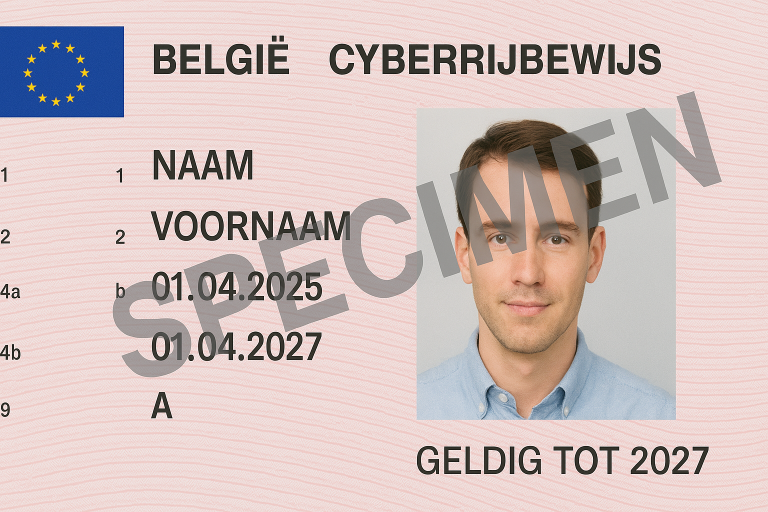 BELGIË CYBERRIJBEWIJS
1 1 NAAM
2 2 VOORNAAM
4a b 01.04.2025
4b 01.04.2027
9 A
SPECIMEN
GELDIG TOT 2027